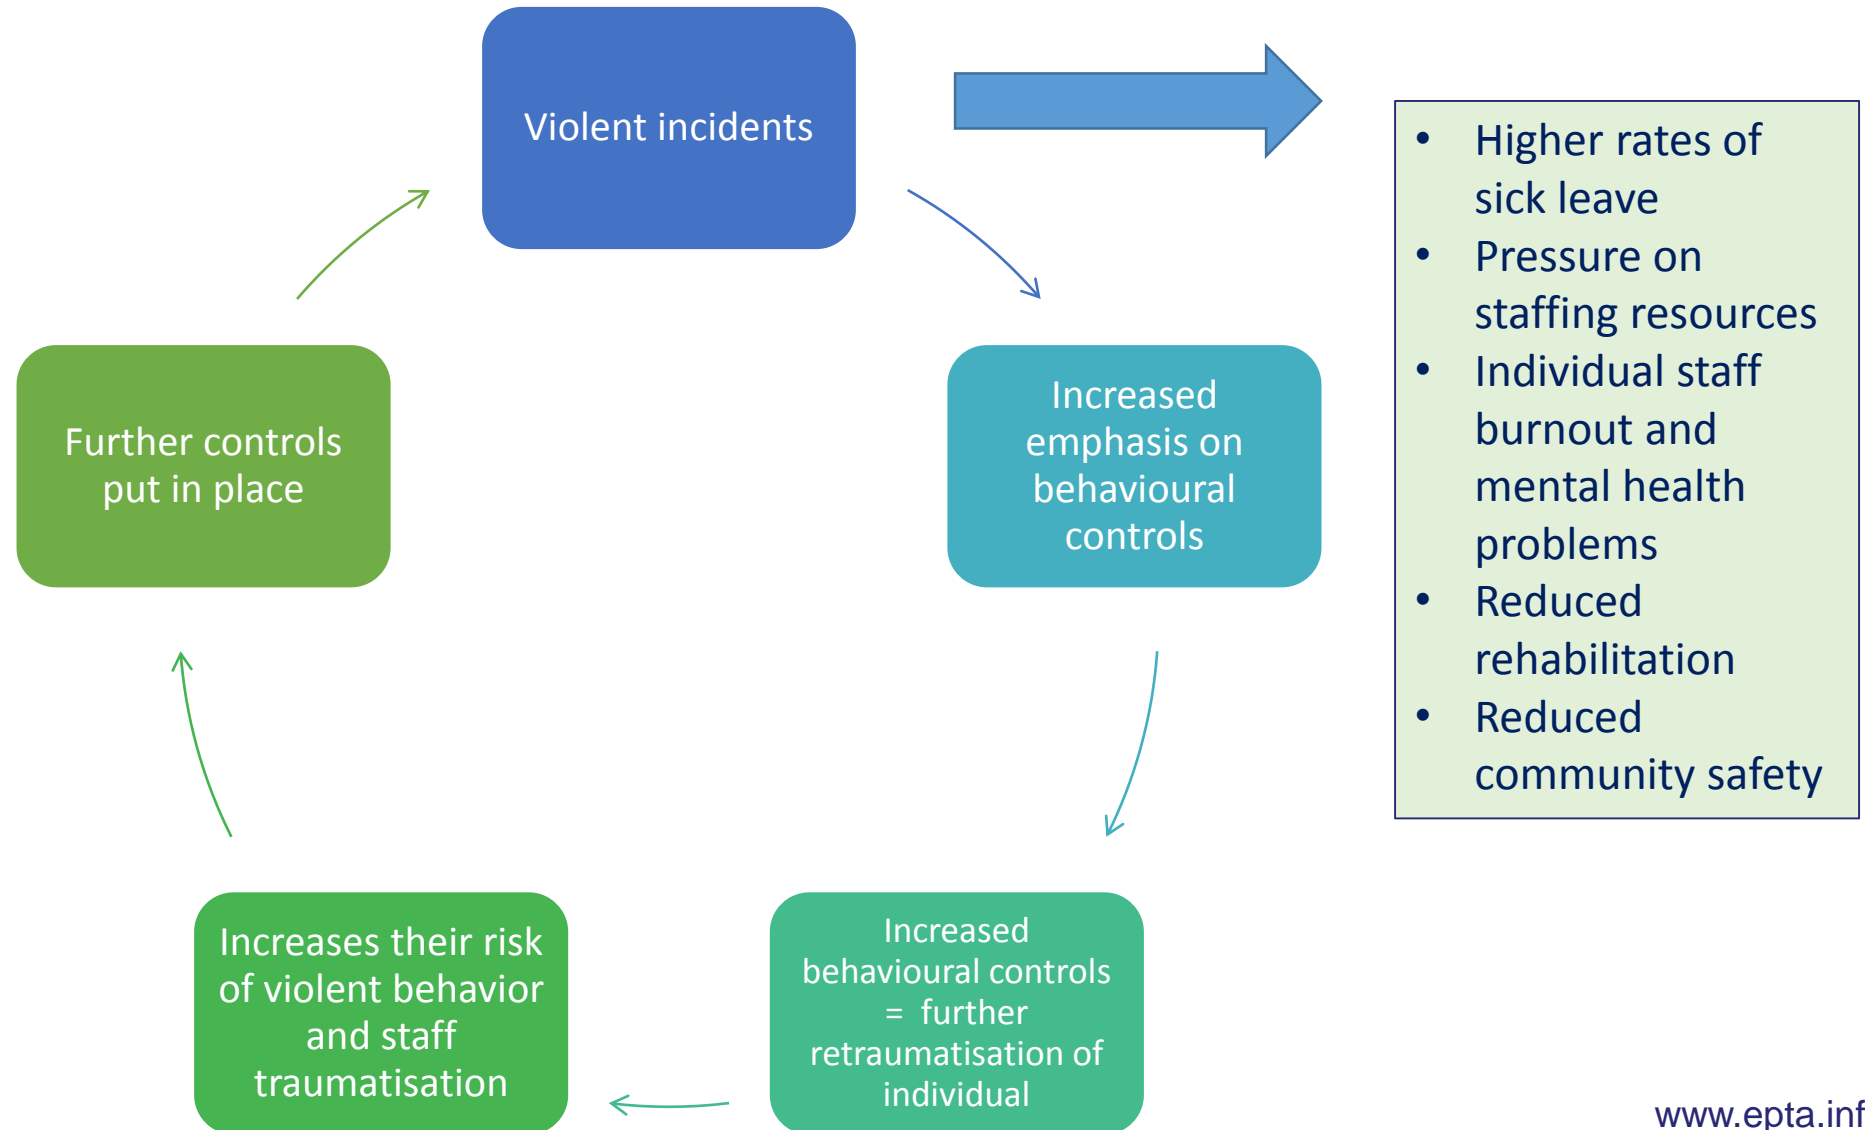 Violent incidents
Increased
emphasis on
behavioural
controls
Increased
behavioural controls
= further
retraumatisation of
individual
Increases their risk
of violent behavior
and staff
traumatisation
Further controls
put in place
• Higher rates of
sick leave
• Pressure on
staffing resources
• Individual staff
burnout and
mental health
problems
• Reduced
rehabilitation
• Reduced
community safety
www.epta.inf